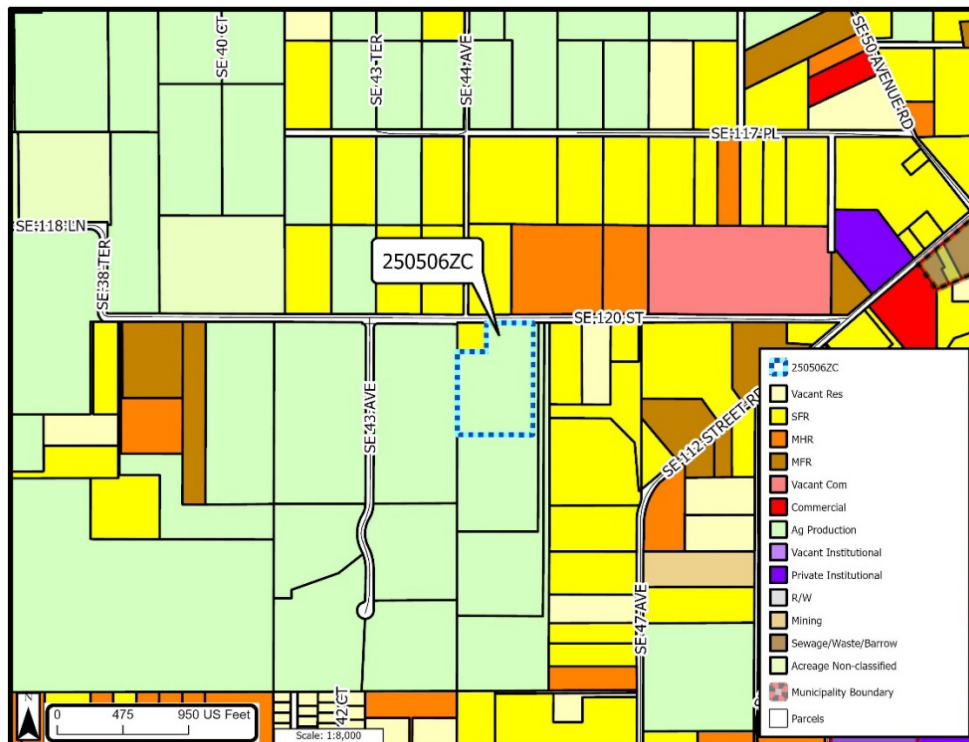 SE 40 CT
SE 43 TER
SE 44 AVE
SE 50 AVENUE RD
SE 117 PL
SE 118 LN
SE 38 TER
250506ZC
SE 120 ST
SE 43 AVE
SE 112 STREET RD
SE 47 AVE
42 CT
250506ZC
Vacant Res
SFR
MHR
MFR
Vacant Com
Commercial
Ag Production
Vacant Institutional
Private Institutional
R/W
Mining
Sewage/Waste/Barrow
Acreage Non-classified
Municipality Boundary
Parcels
N
0 475 950 US Feet
Scale: 1:8,000